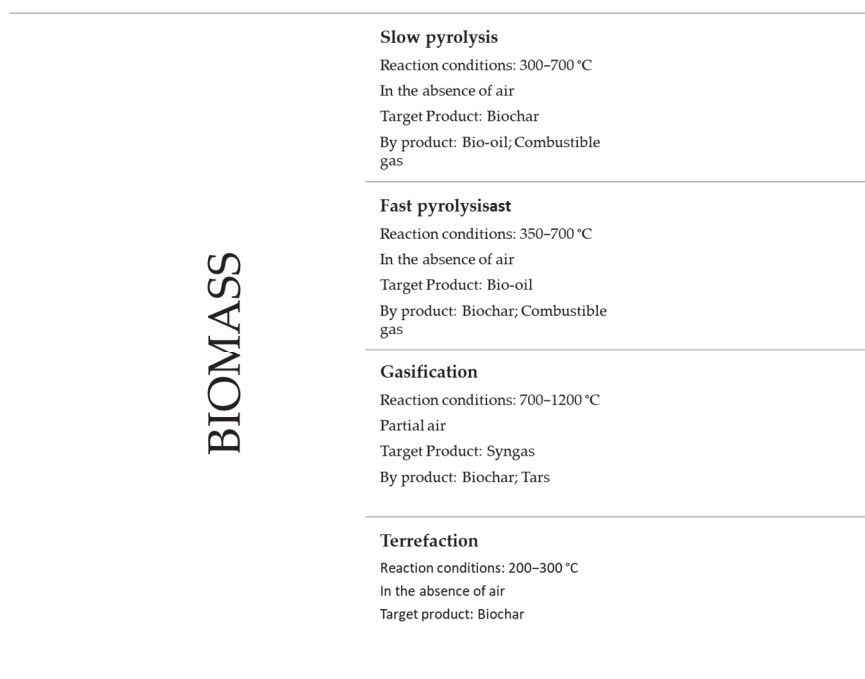 BIOMASS
Slow pyrolysis
Reaction conditions: 300–700 °C
In the absence of air
Target Product: Biochar
By product: Bio-oil; Combustible
gas
Fast pyrolysisast
Reaction conditions: 350–700 °C
In the absence of air
Target Product: Bio-oil
By product: Biochar; Combustible
gas
Gasification
Reaction conditions: 700–1200 °C
Partial air
Target Product: Syngas
By product: Biochar; Tars
Terrefaction
Reaction conditions: 200–300 °C
In the absence of air
Target product: Biochar